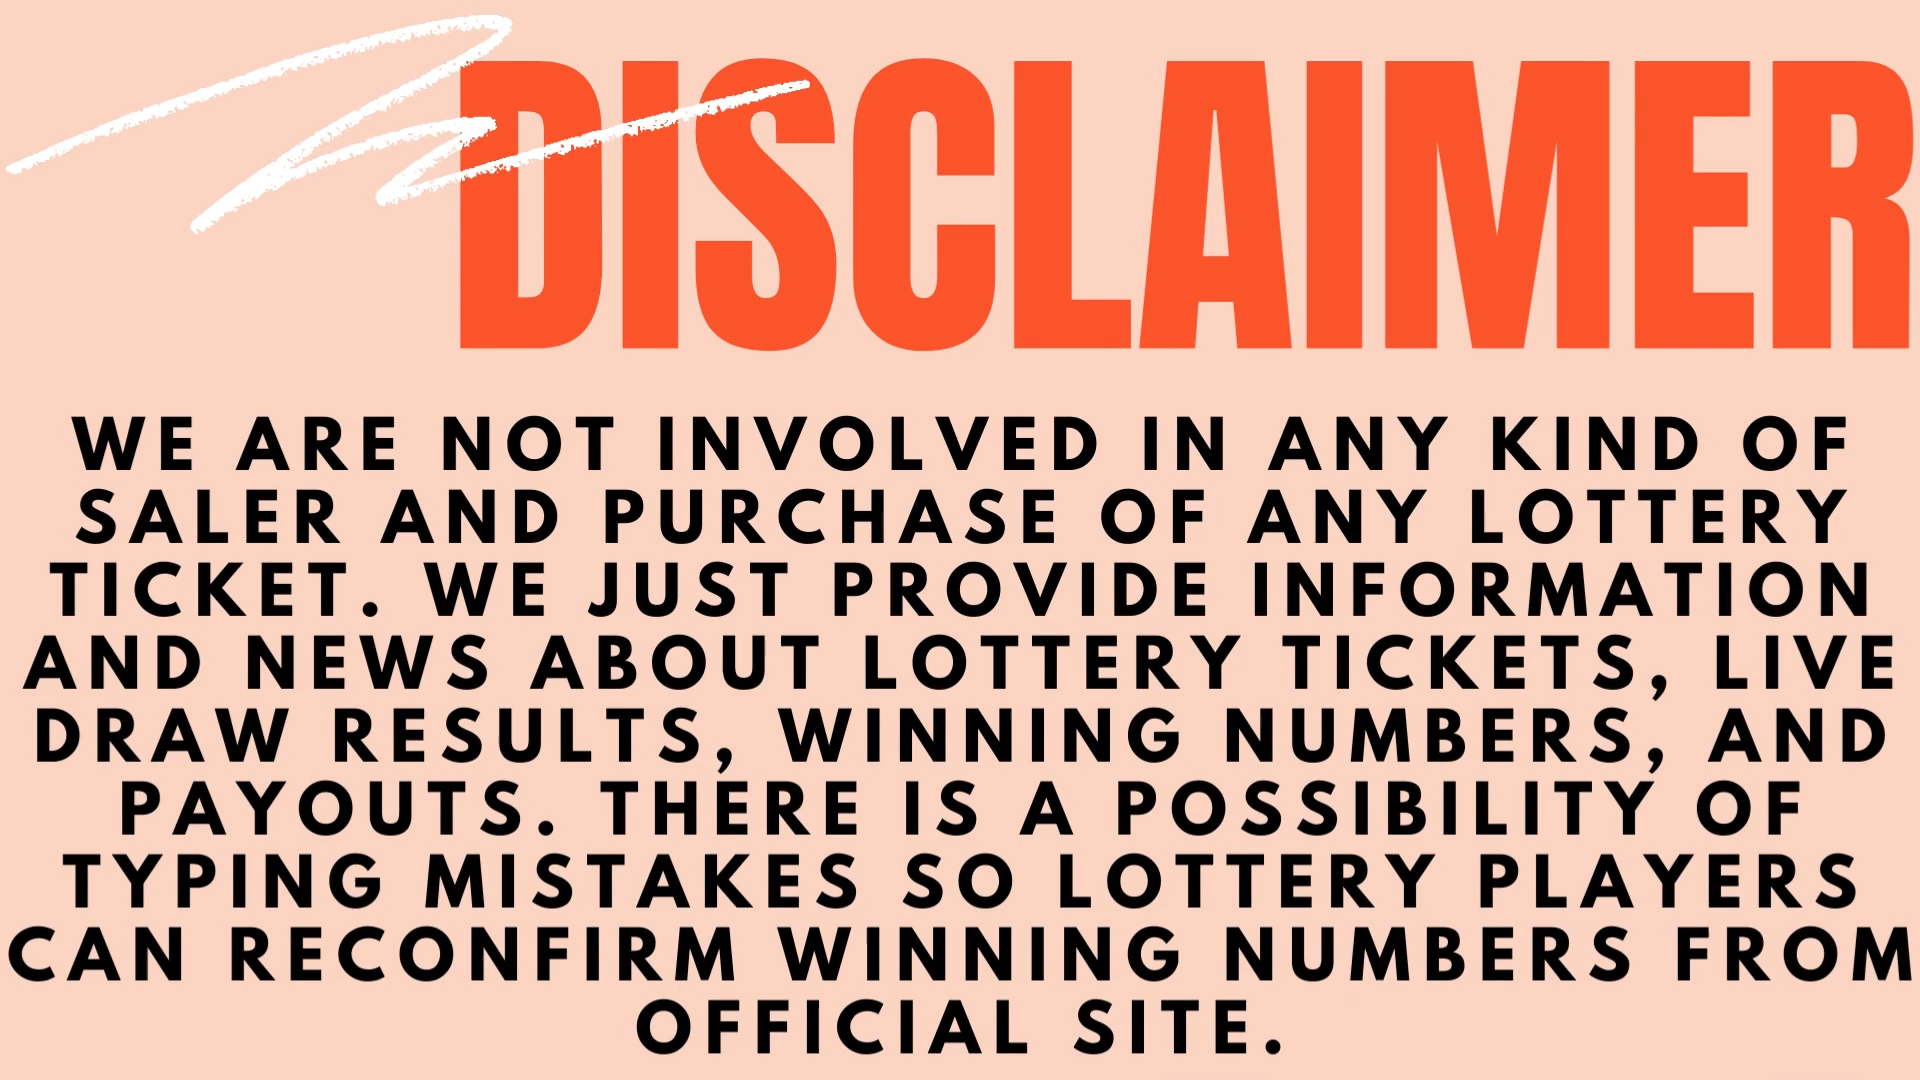 DISCLAIMER
WE ARE NOT INVOLVED IN ANY KIND OF
SALER AND PURCHASE OF ANY LOTTERY
TICKET. WE JUST PROVIDE INFORMATION
AND NEWS ABOUT LOTTERY TICKETS, LIVE
DRAW RESULTS, WINNING NUMBERS, AND
PAYOUTS. THERE IS A POSSIBILITY OF
TYPING MISTAKES SO LOTTERY PLAYERS
CAN RECONFIRM WINNING NUMBERS FROM
OFFICIAL SITE.